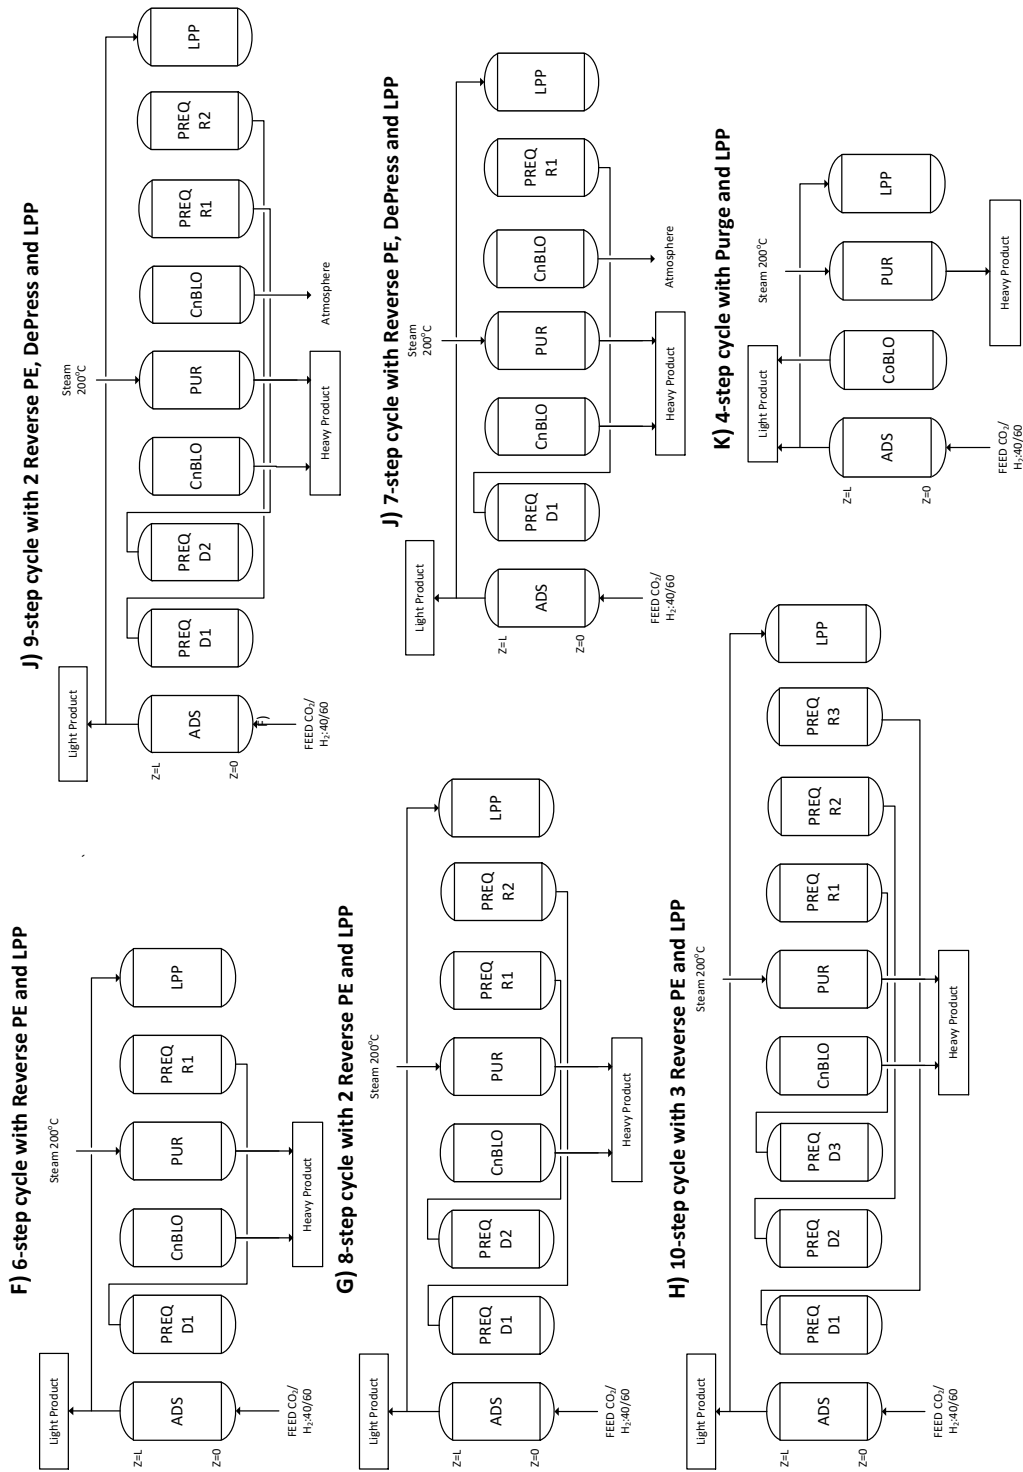 F) 6-step cycle with Reverse PE and LPP
Steam 200°C
Light Product
Z=L
Z=0
ADS
PREQ
D1
CnBLO
PUR
PREQ
R1
LPP
FEED CO2/
H2:40/60
Heavy Product
J) 9-step cycle with 2 Reverse PE, DePress and LPP
Steam
200°C
Light Product
Z=L
Z=0
ADS
F)
PREQ
D1
PREQ
D2
CnBLO
PUR
CnBLO
PREQ
R1
PREQ
R2
LPP
FEED CO2/
H2:40/60
Heavy Product
Atmosphere
G) 8-step cycle with 2 Reverse PE and LPP
Steam 200°C
Light Product
Z=L
Z=0
ADS
PREQ
D1
PREQ
D2
CnBLO
PUR
PREQ
R1
PREQ
R2
LPP
FEED CO2/
H2:40/60
Heavy Product
J) 7-step cycle with Reverse PE, DePress and LPP
Steam
200°C
Light Product
Z=L
Z=0
ADS
PREQ
D1
CnBLO
PUR
CnBLO
PREQ
R1
LPP
FEED CO2/
H2:40/60
Heavy Product
Atmosphere
H) 10-step cycle with 3 Reverse PE and LPP
Steam 200°C
Light Product
Z=L
Z=0
ADS
PREQ
D1
PREQ
D2
PREQ
D3
CnBLO
PUR
PREQ
R1
PREQ
R2
PREQ
R3
LPP
FEED CO2/
H2:40/60
Heavy Product
K) 4-step cycle with Purge and LPP
Light Product
Steam 200°C
Z=L
Z=0
ADS
CoBLO
PUR
LPP
FEED CO2/
H2:40/60
Heavy Product